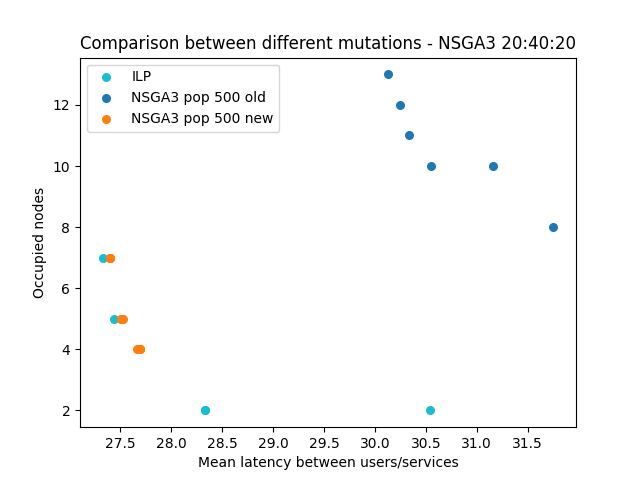 Comparison between different mutations - NSGA3 20:40:20
ILP
NSGA3 pop 500 old
NSGA3 pop 500 new
12
10
8
6
4
2
Occupied nodes
27.5 28.0 28.5 29.0 29.5 30.0 30.5 31.0 31.5
Mean latency between users/services